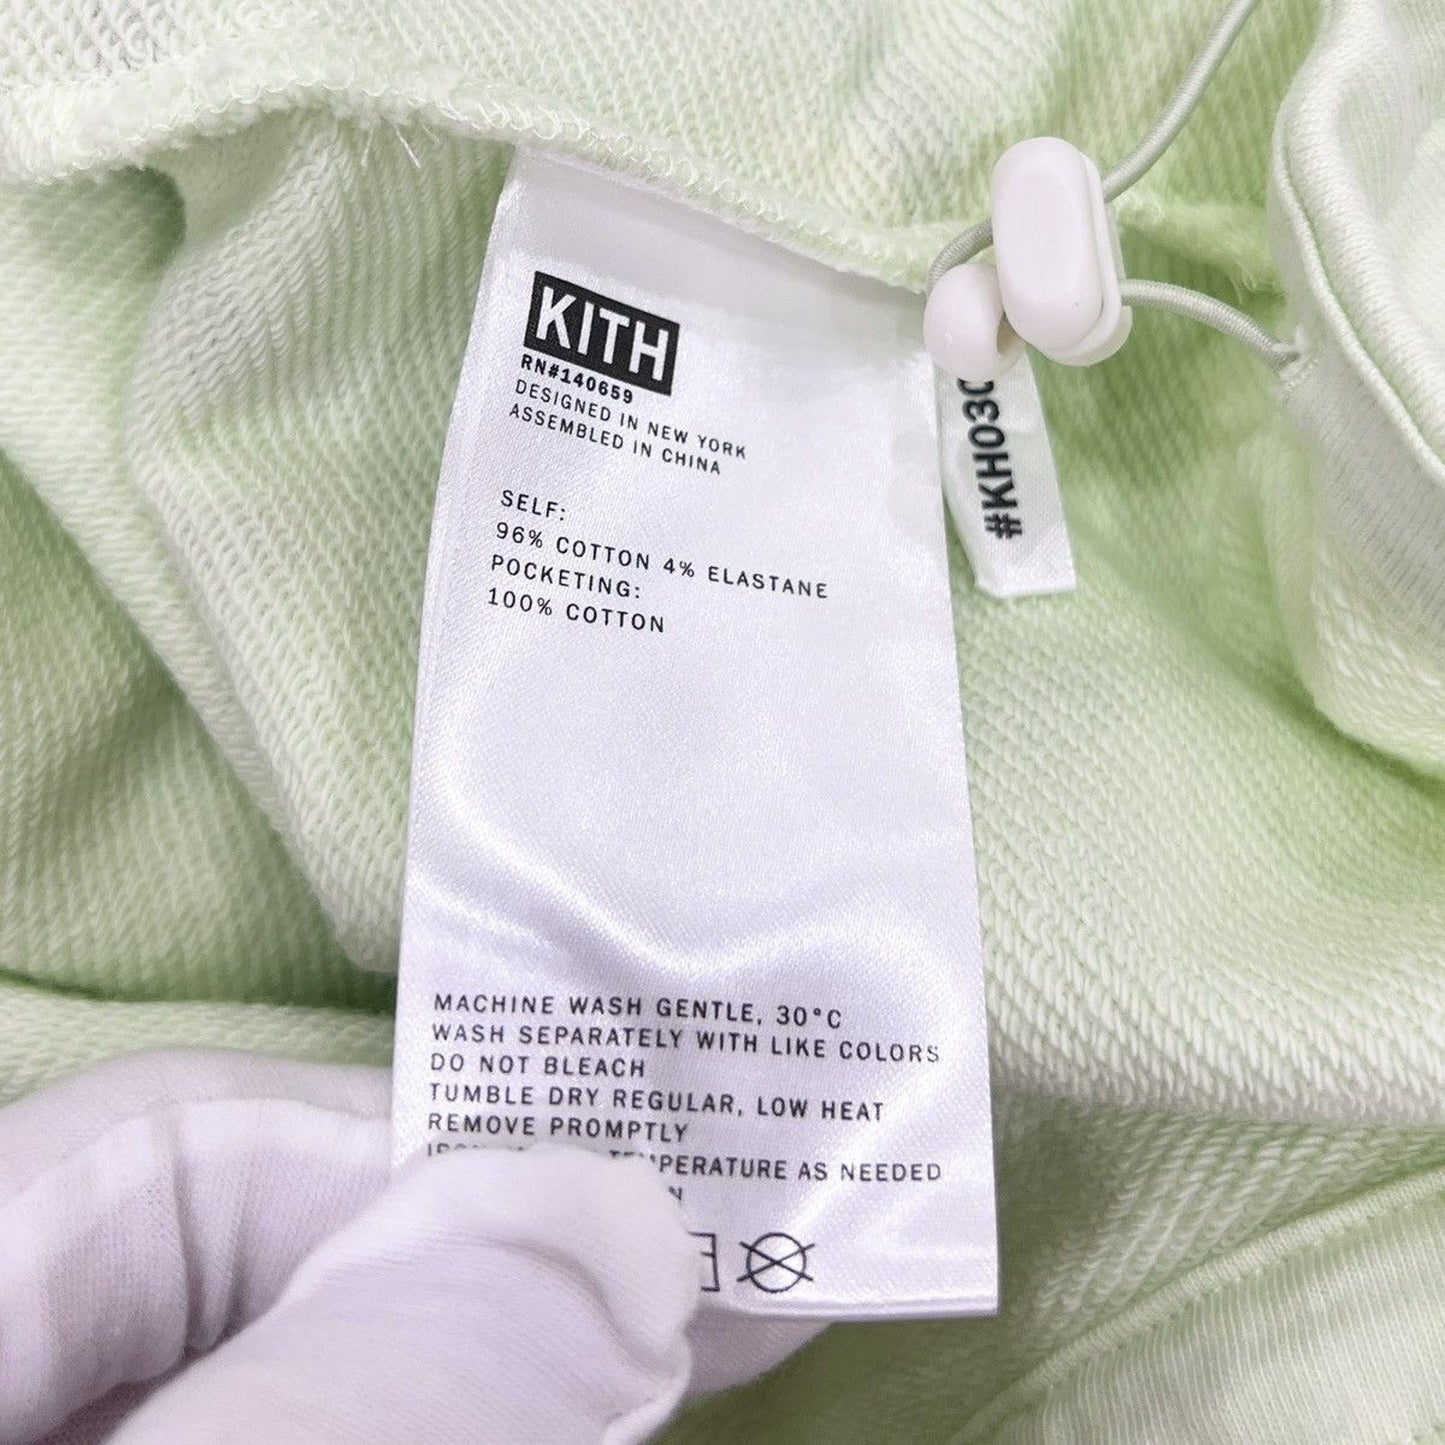 KITH
RN#140659
DESIGNED IN NEW YORK
ASSEMBLED IN CHINA
SELF:
96% COTTON 4% ELASTANE
POCKETING:
100% COTTON
MACHINE WASH GENTLE, 30°C
WASH SEPARATELY WITH LIKE COLORS
DO NOT BLEACH
TUMBLE DRY REGULAR, LOW HEAT
REMOVE PROMPTLY
AS NEEDED
#KH030